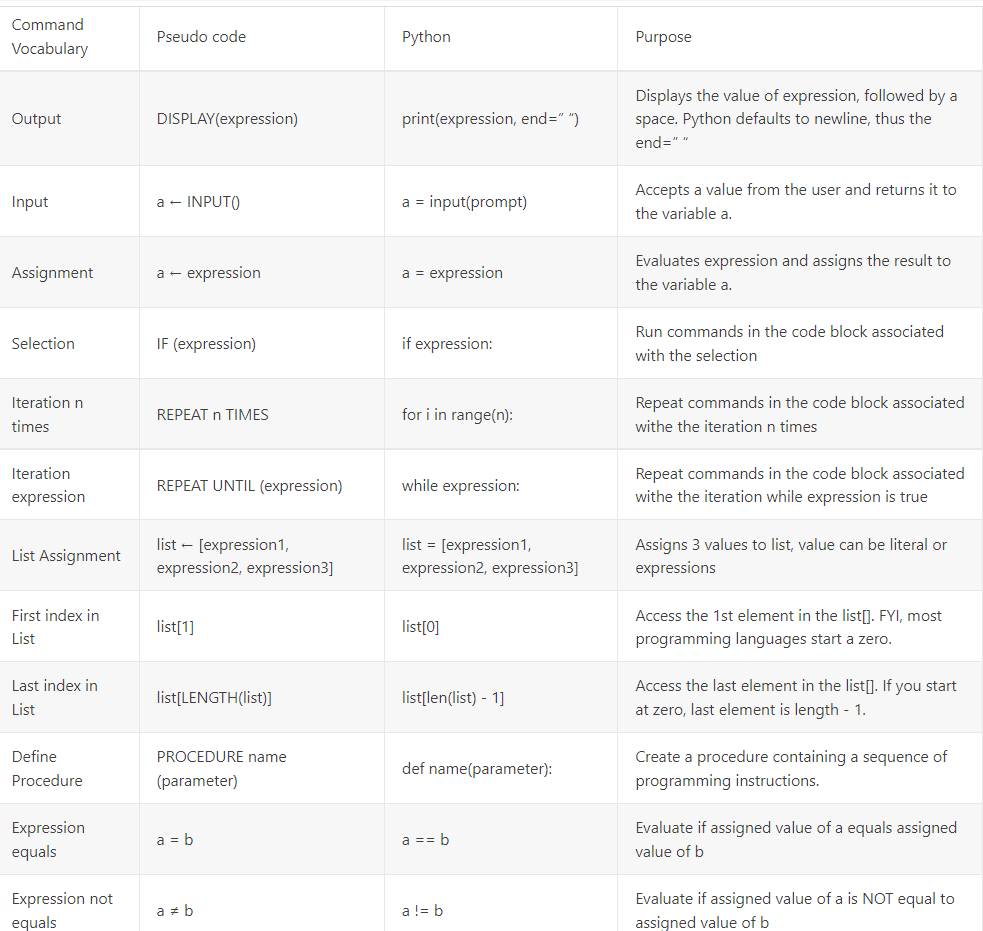 Command
Vocabulary
Pseudo code
Python
Purpose
Output
DISPLAY(expression)
print(expression, end=” “)
Displays the value of expression, followed by a
space. Python defaults to newline, thus the
end=” “
Input
a ← INPUT()
a = input(prompt)
Accepts a value from the user and returns it to
the variable a.
Assignment
a ← expression
a = expression
Evaluates expression and assigns the result to
the variable a.
Selection
IF (expression)
if expression:
Run commands in the code block associated
with the selection
Iteration n
times
REPEAT n TIMES
for i in range(n):
Repeat commands in the code block associated
withe the iteration n times
Iteration
expression
REPEAT UNTIL (expression)
while expression:
Repeat commands in the code block associated
withe the iteration while expression is true
List Assignment
list ← [expression1,
expression2, expression3]
list = [expression1,
expression2, expression3]
Assigns 3 values to list, value can be literal or
expressions
First index in
List
list[1]
list[0]
Access the 1st element in the list[]. FYI, most
programming languages start a zero.
Last index in
List
list[LENGTH(list)]
list[len(list) - 1]
Access the last element in the list[]. If you start
at zero, last element is length - 1.
Define
Procedure
PROCEDURE name
(parameter)
def name(parameter):
Create a procedure containing a sequence of
programming instructions.
Expression
equals
a = b
a == b
Evaluate if assigned value of a equals assigned
value of b
Expression not
equals
a ≠ b
a != b
Evaluate if assigned value of a is NOT equal to
assigned value of b